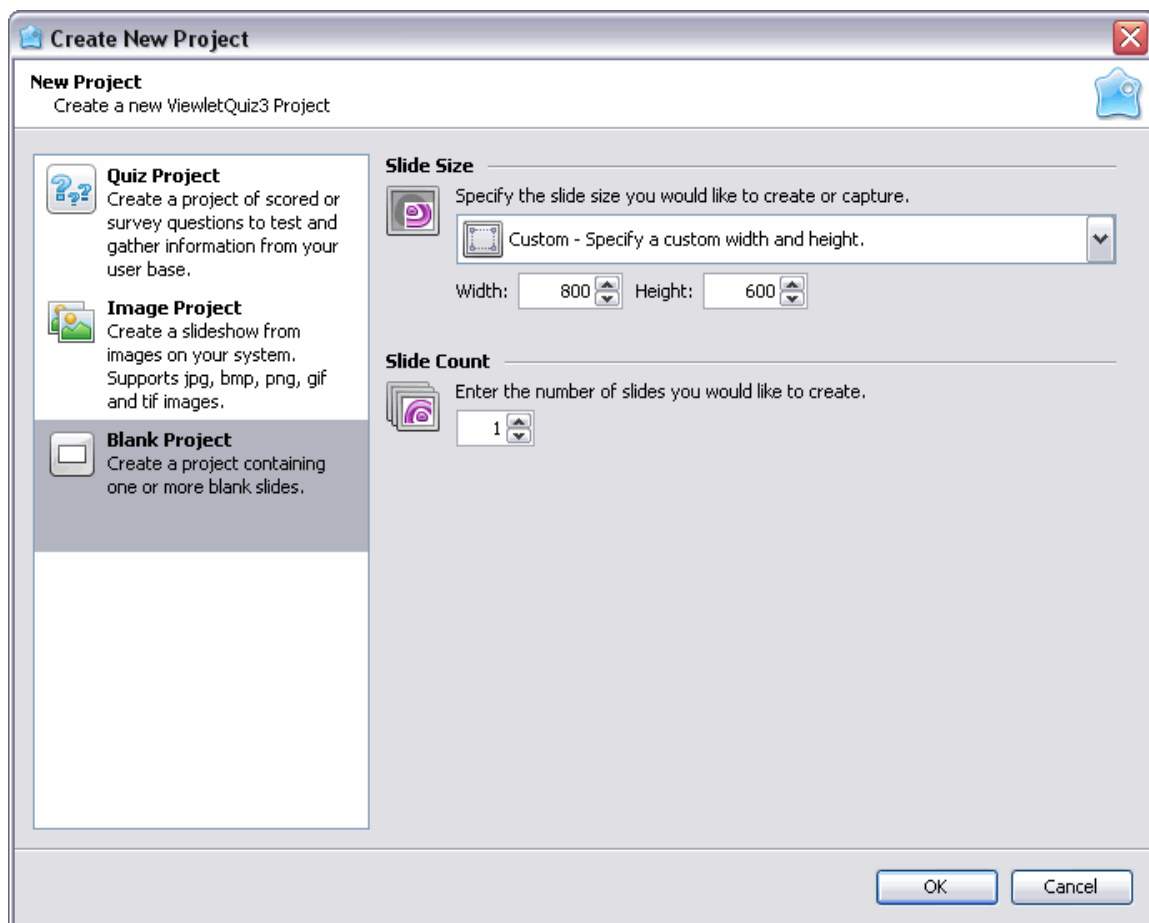 Create New Project
New Project
Create a new ViewletQuiz3 Project
Quiz Project
Create a project of scored or
survey questions to test and
gather information from your
user base.
Image Project
Create a slideshow from
images on your system.
Supports jpg, bmp, png, gif
and tif images.
Blank Project
Create a project containing
one or more blank slides.
Slide Size
Specify the slide size you would like to create or capture.
Custom - Specify a custom width and height.
Width: 800 Height: 600
Slide Count
Enter the number of slides you would like to create.
1
OK Cancel